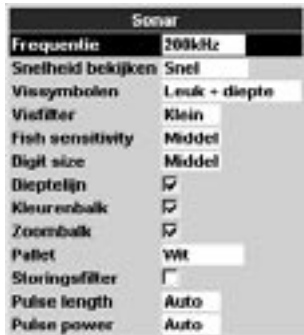 Sonar
Frequentie 200kHz
Snelheid bekijken Snel
Vissymbolen Leuk + diepte
Visfilter Klein
Fish sensitivity Middel
Digit size Middel
Dieptelijn
Kleurenbalk
Zoombalk
Pallet Wit
Storingsfilter
Pulse length Auto
Pulse power Auto